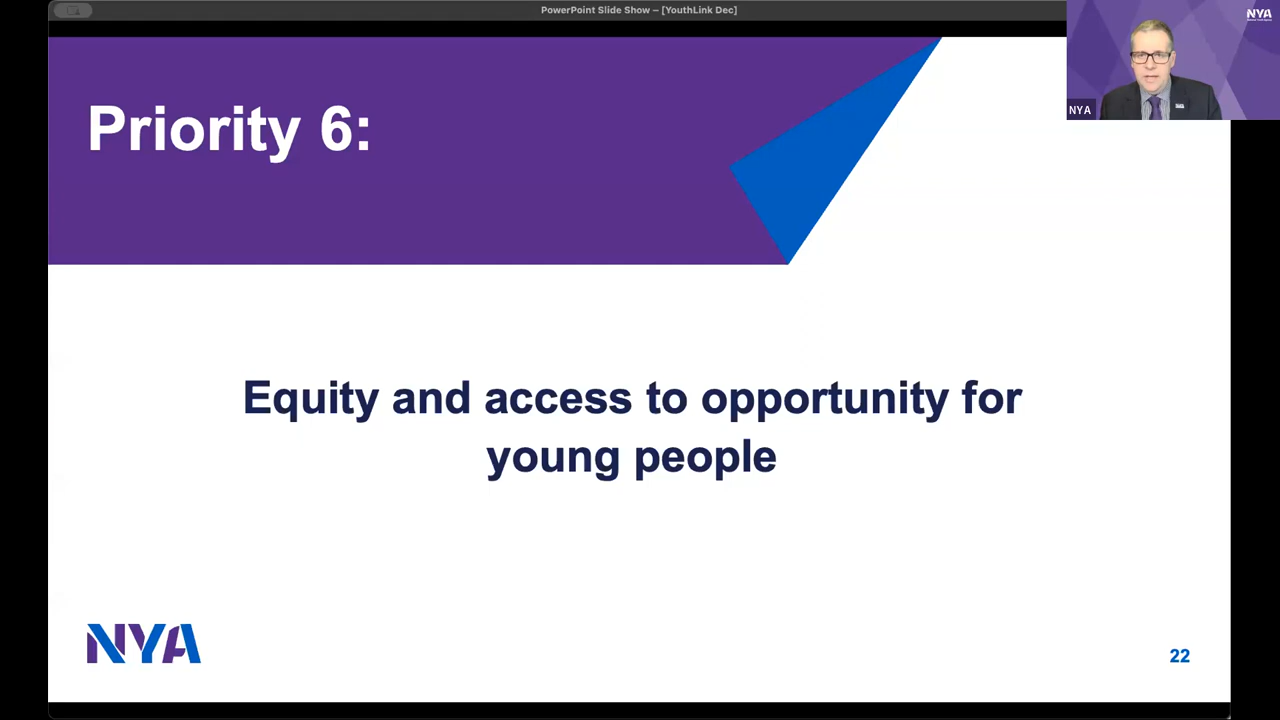 PowerPoint Slide Show – [YouthLink Dec]
NYA
NYA
Priority 6:
Equity and access to opportunity for
young people
NYA
22